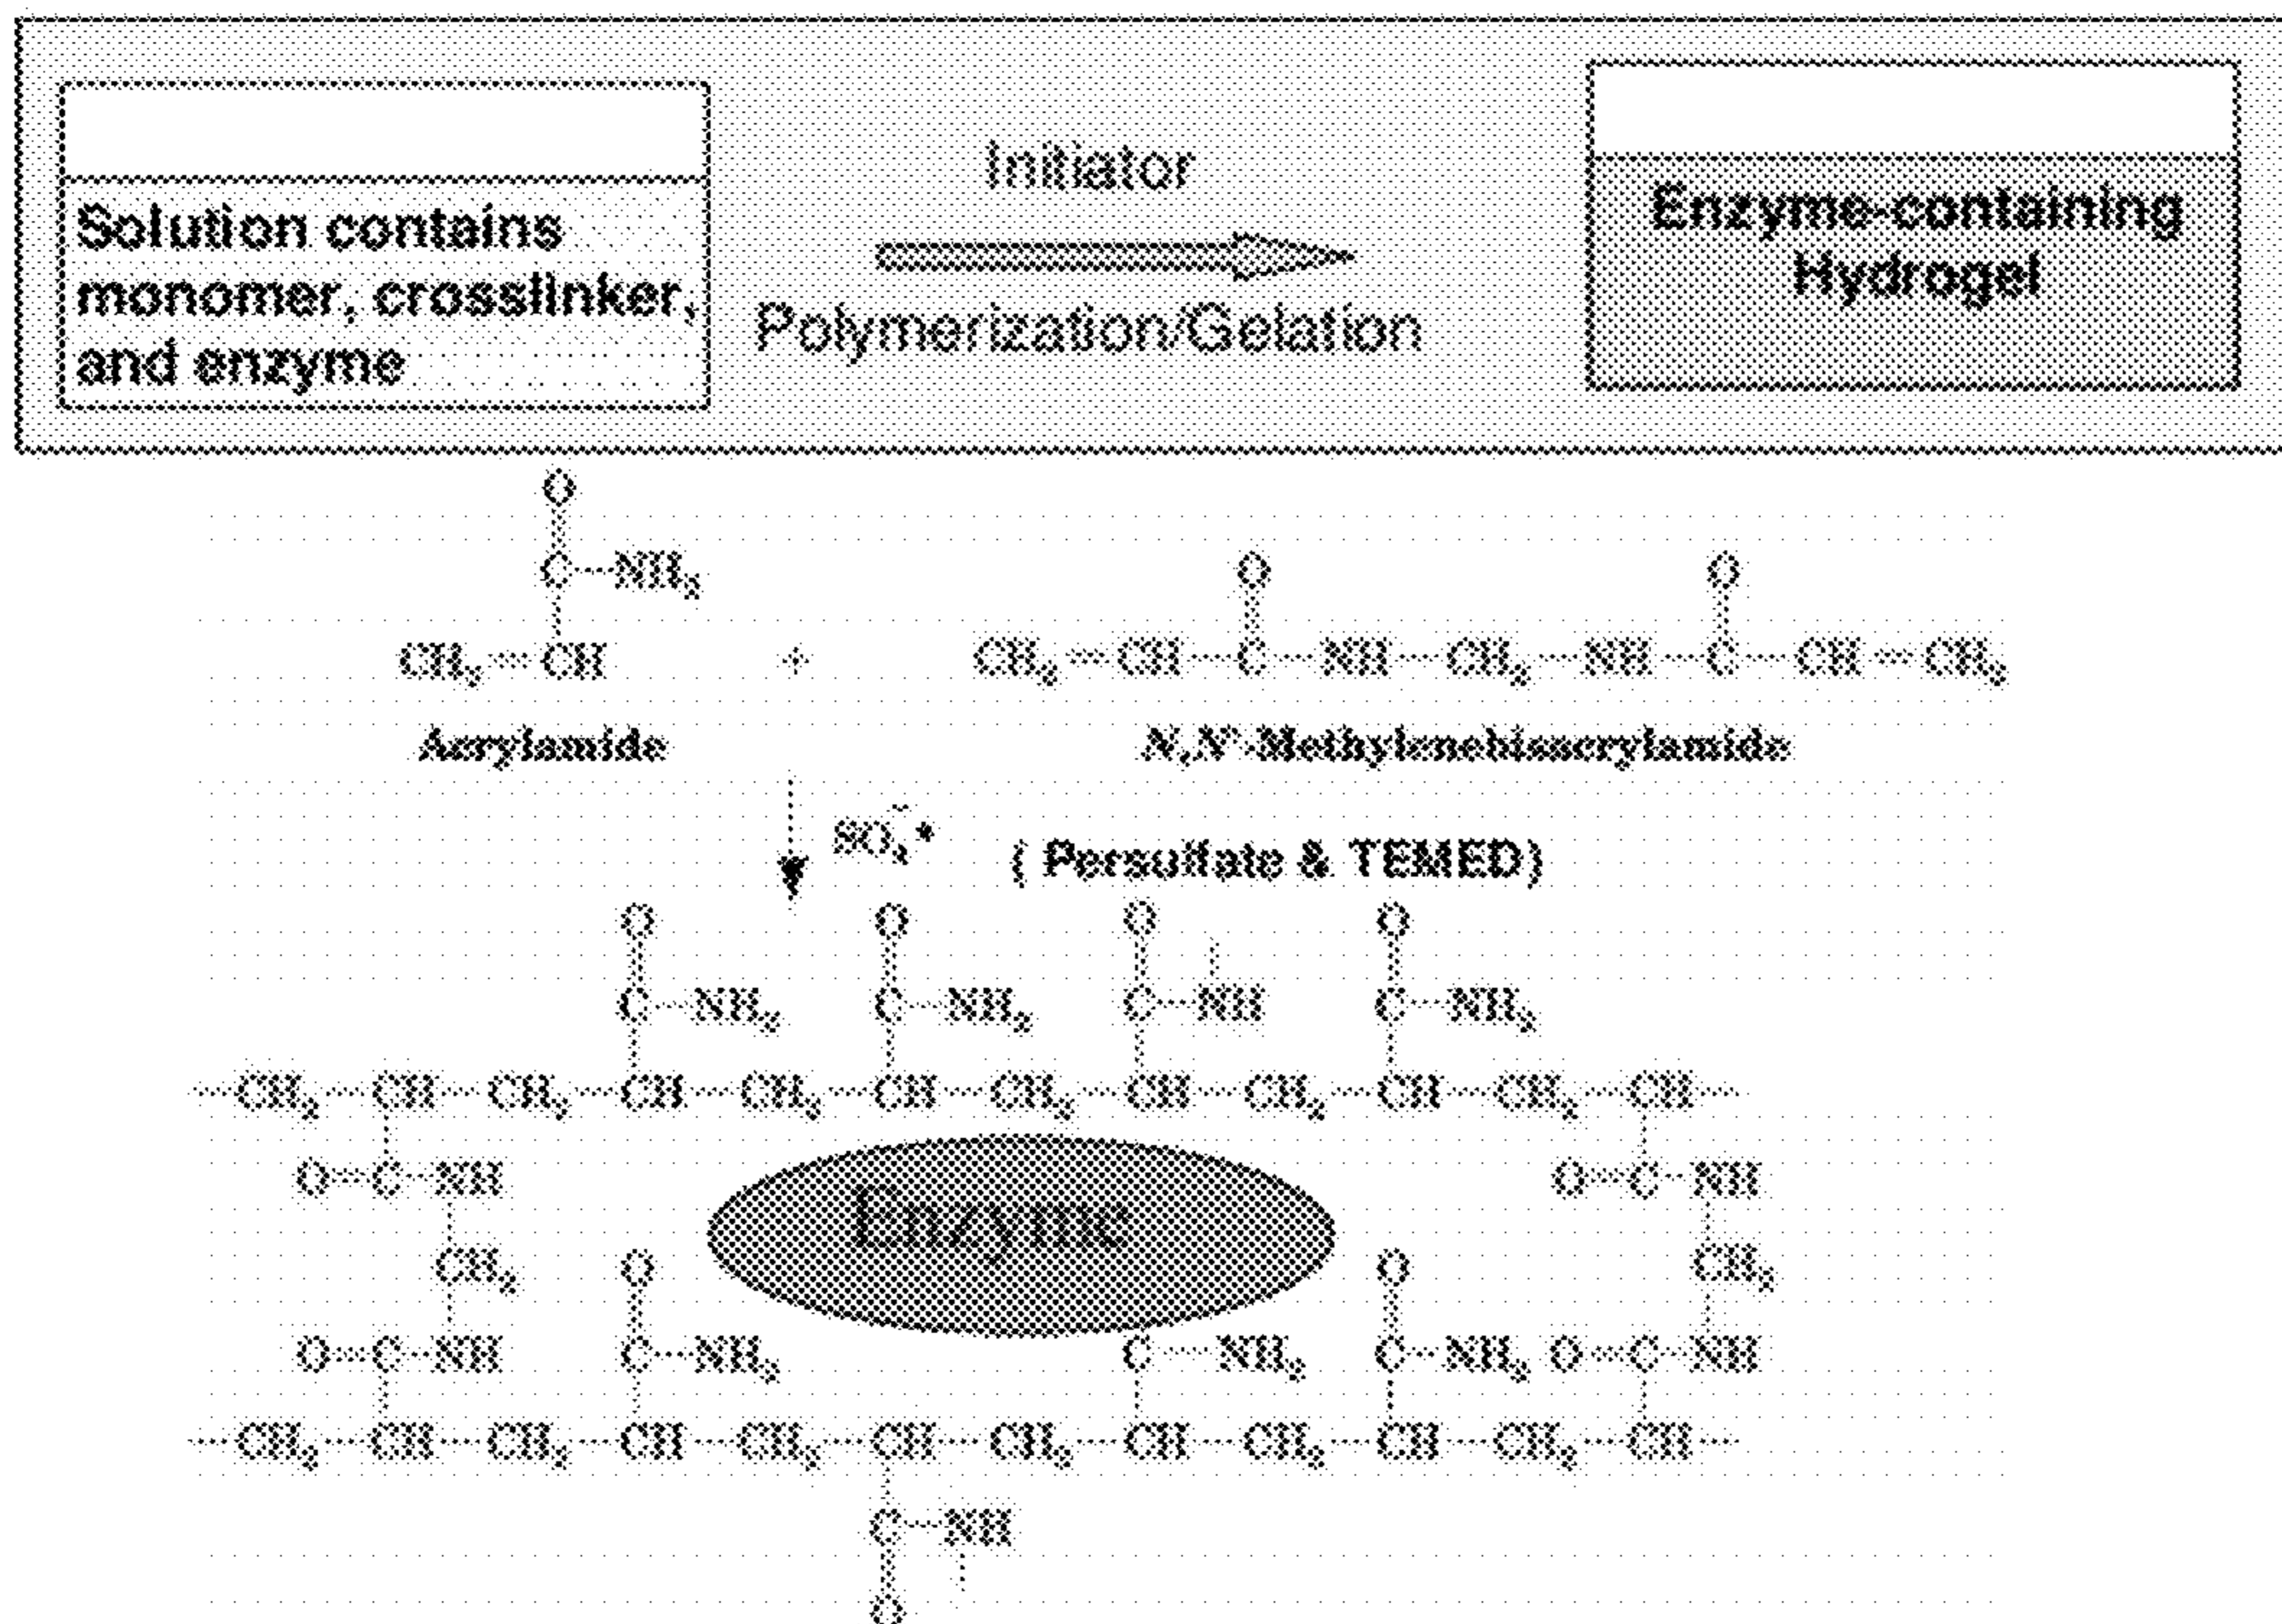 Initiator
Solution contains
monomer, crosslinker,
and enzyme
Polymerization/Gelation
Enzyme-containing
Hydrogel
O
C NH₂
CH₂ CH
+
O O
CH₂ CH C NH CH₂ NH C CH CH₂
Acrylamide
N,N'-Methylenebisacrylamide
SO₄⁻•
( Persulfate & TEMED)
O O O O
C NH₂ C NH₂ C NH C NH₂
CH₂ CH CH₂ CH CH₂ CH CH₂ CH CH₂ CH CH₂ CH
O C NH O C NH
Enzyme
CH₂ O O CH₂
O C NH C NH₂ C NH₂ C NH₂ O C NH
CH₂ CH CH₂ CH CH₂ CH CH₂ CH CH₂ CH CH₂ CH
C NH
O